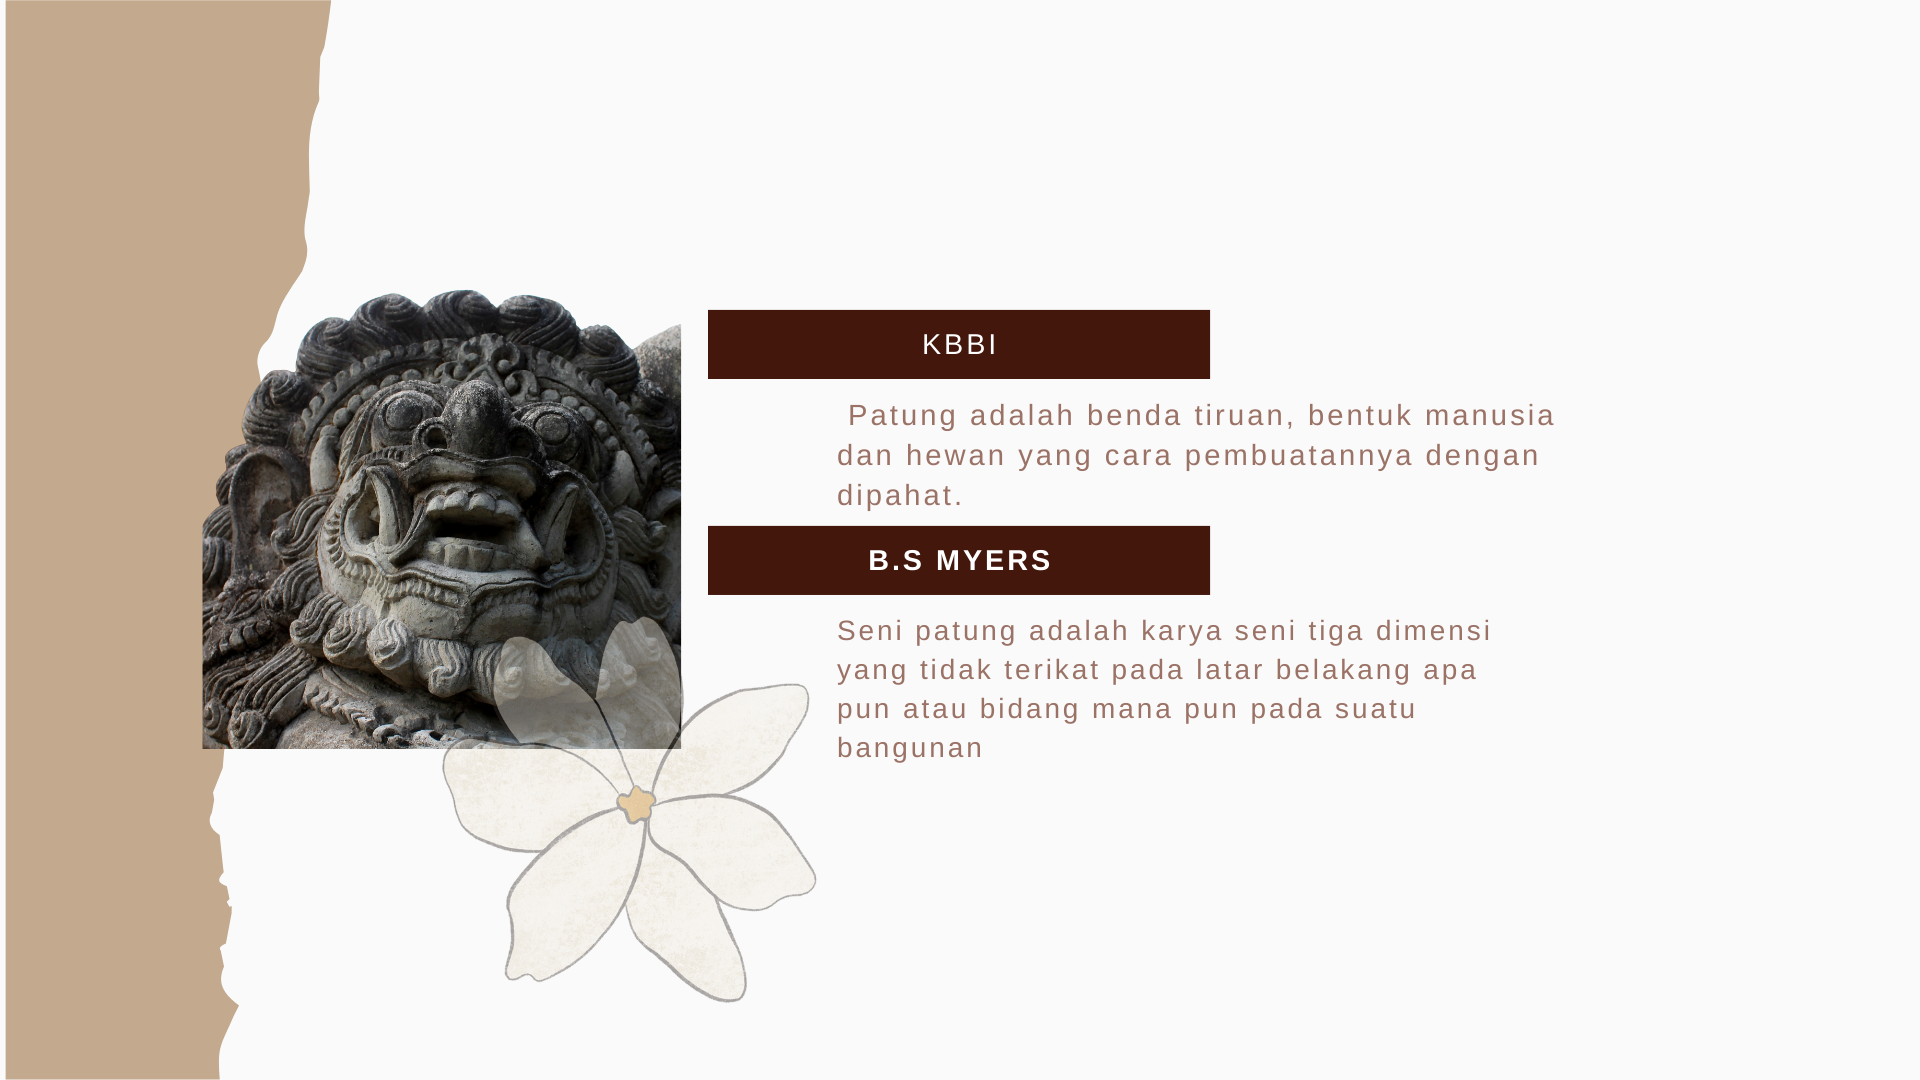 KBBI
Patung adalah benda tiruan, bentuk manusia
dan hewan yang cara pembuatannya dengan
dipahat.
B.S MYERS
Seni patung adalah karya seni tiga dimensi
yang tidak terikat pada latar belakang apa
pun atau bidang mana pun pada suatu
bangunan